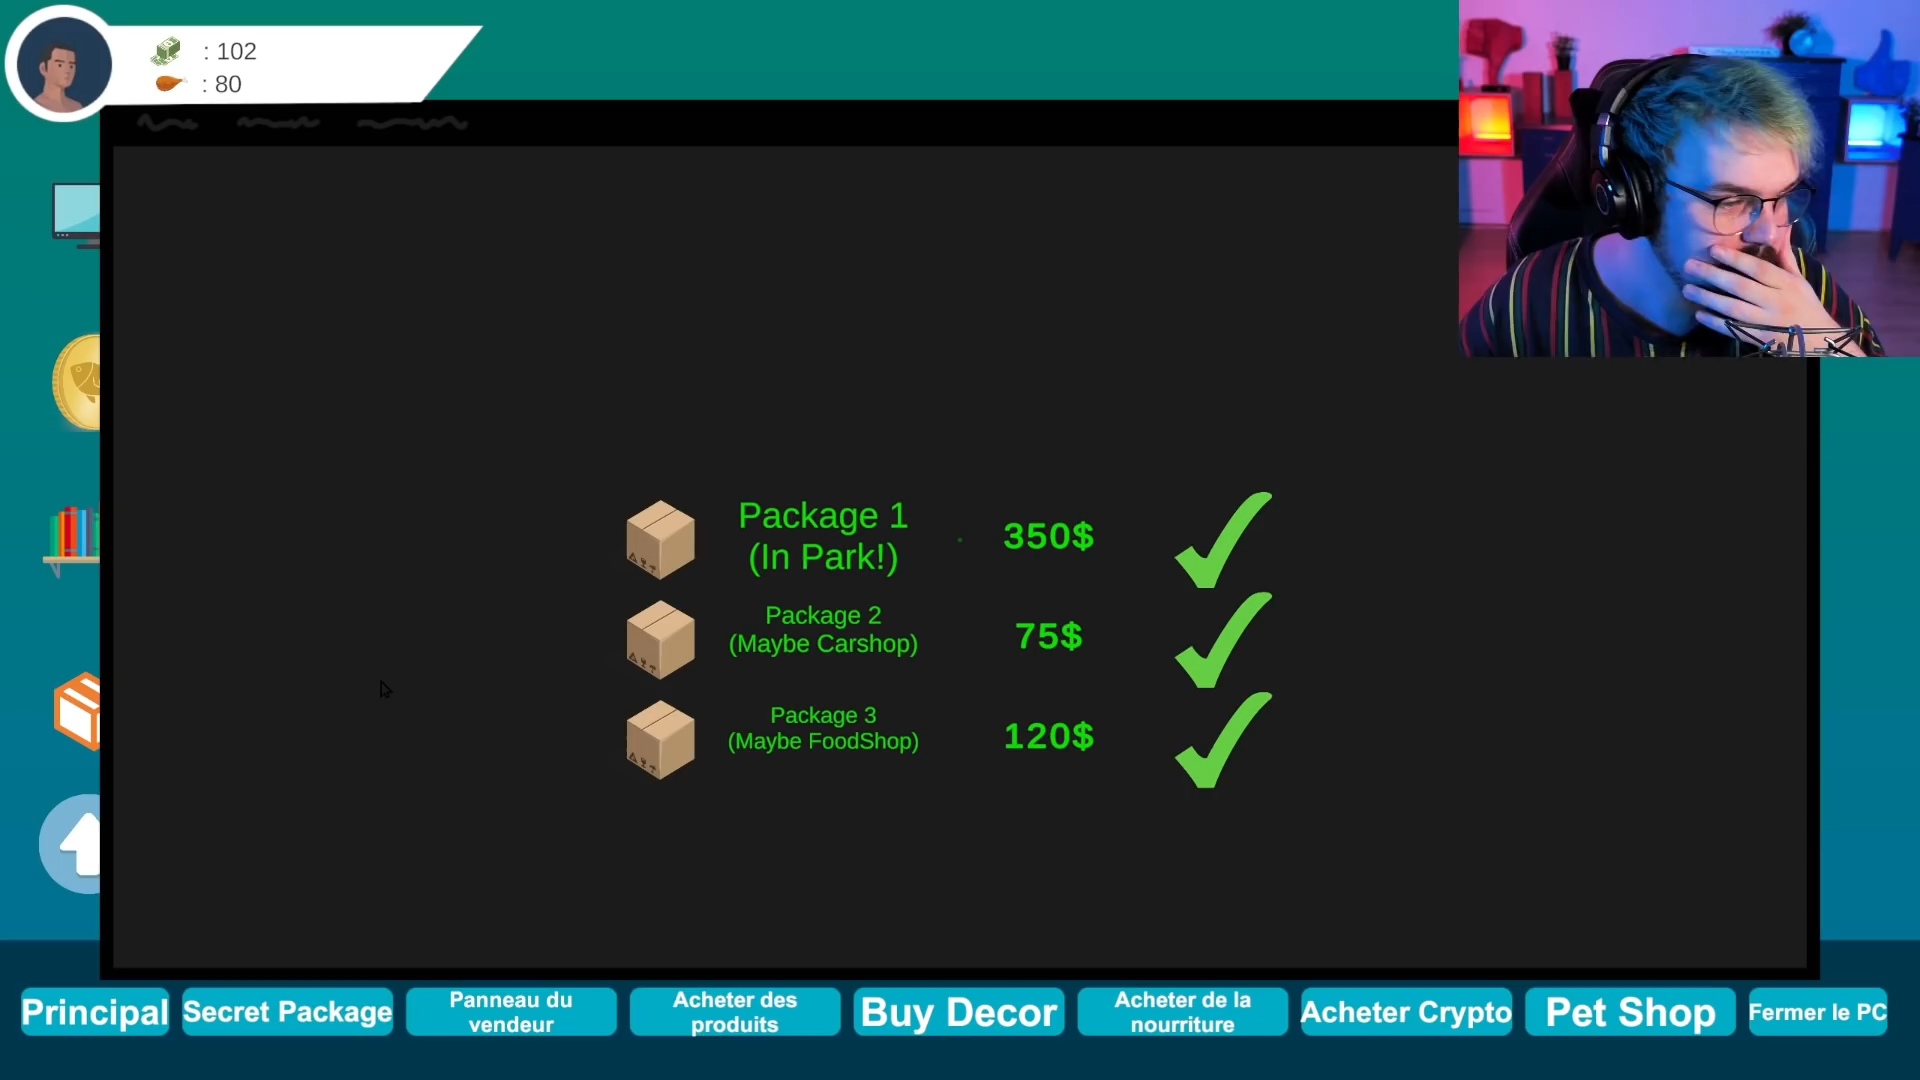 : 102
: 80
Package 1
(In Park!)
350$
Package 2
(Maybe Carshop)
75$
Package 3
(Maybe FoodShop)
120$
Principal
Secret Package
Panneau du
vendeur
Acheter des
produits
Buy Decor
Acheter de la
nourriture
Acheter Crypto
Pet Shop
Fermer le PC